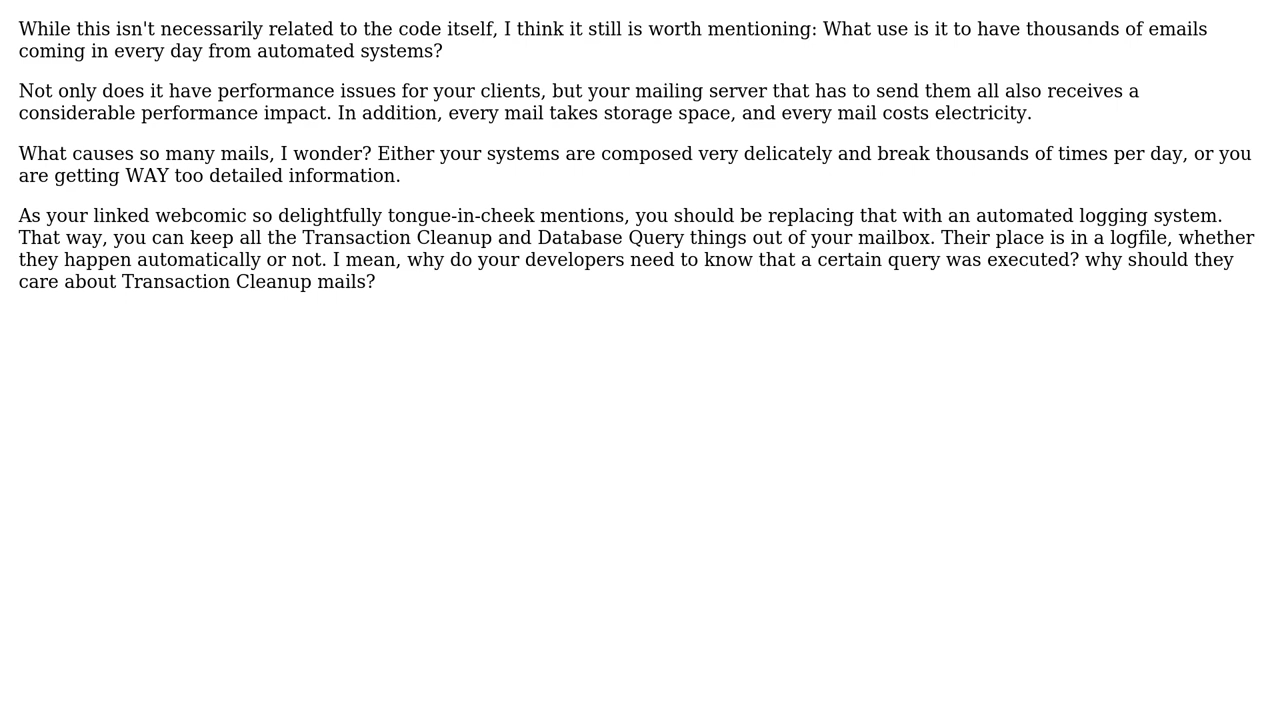 While this isn't necessarily related to the code itself, I think it still is worth mentioning: What use is it to have thousands of emails
coming in every day from automated systems?
Not only does it have performance issues for your clients, but your mailing server that has to send them all also receives a
considerable performance impact. In addition, every mail takes storage space, and every mail costs electricity.
What causes so many mails, I wonder? Either your systems are composed very delicately and break thousands of times per day, or you
are getting WAY too detailed information.
As your linked webcomic so delightfully tongue-in-cheek mentions, you should be replacing that with an automated logging system.
That way, you can keep all the Transaction Cleanup and Database Query things out of your mailbox. Their place is in a logfile, whether
they happen automatically or not. I mean, why do your developers need to know that a certain query was executed? why should they
care about Transaction Cleanup mails?